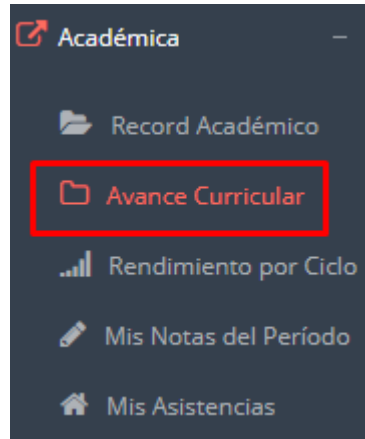 Académica
Record Académico
Avance Curricular
Rendimiento por Ciclo
Mis Notas del Período
Mis Asistencias